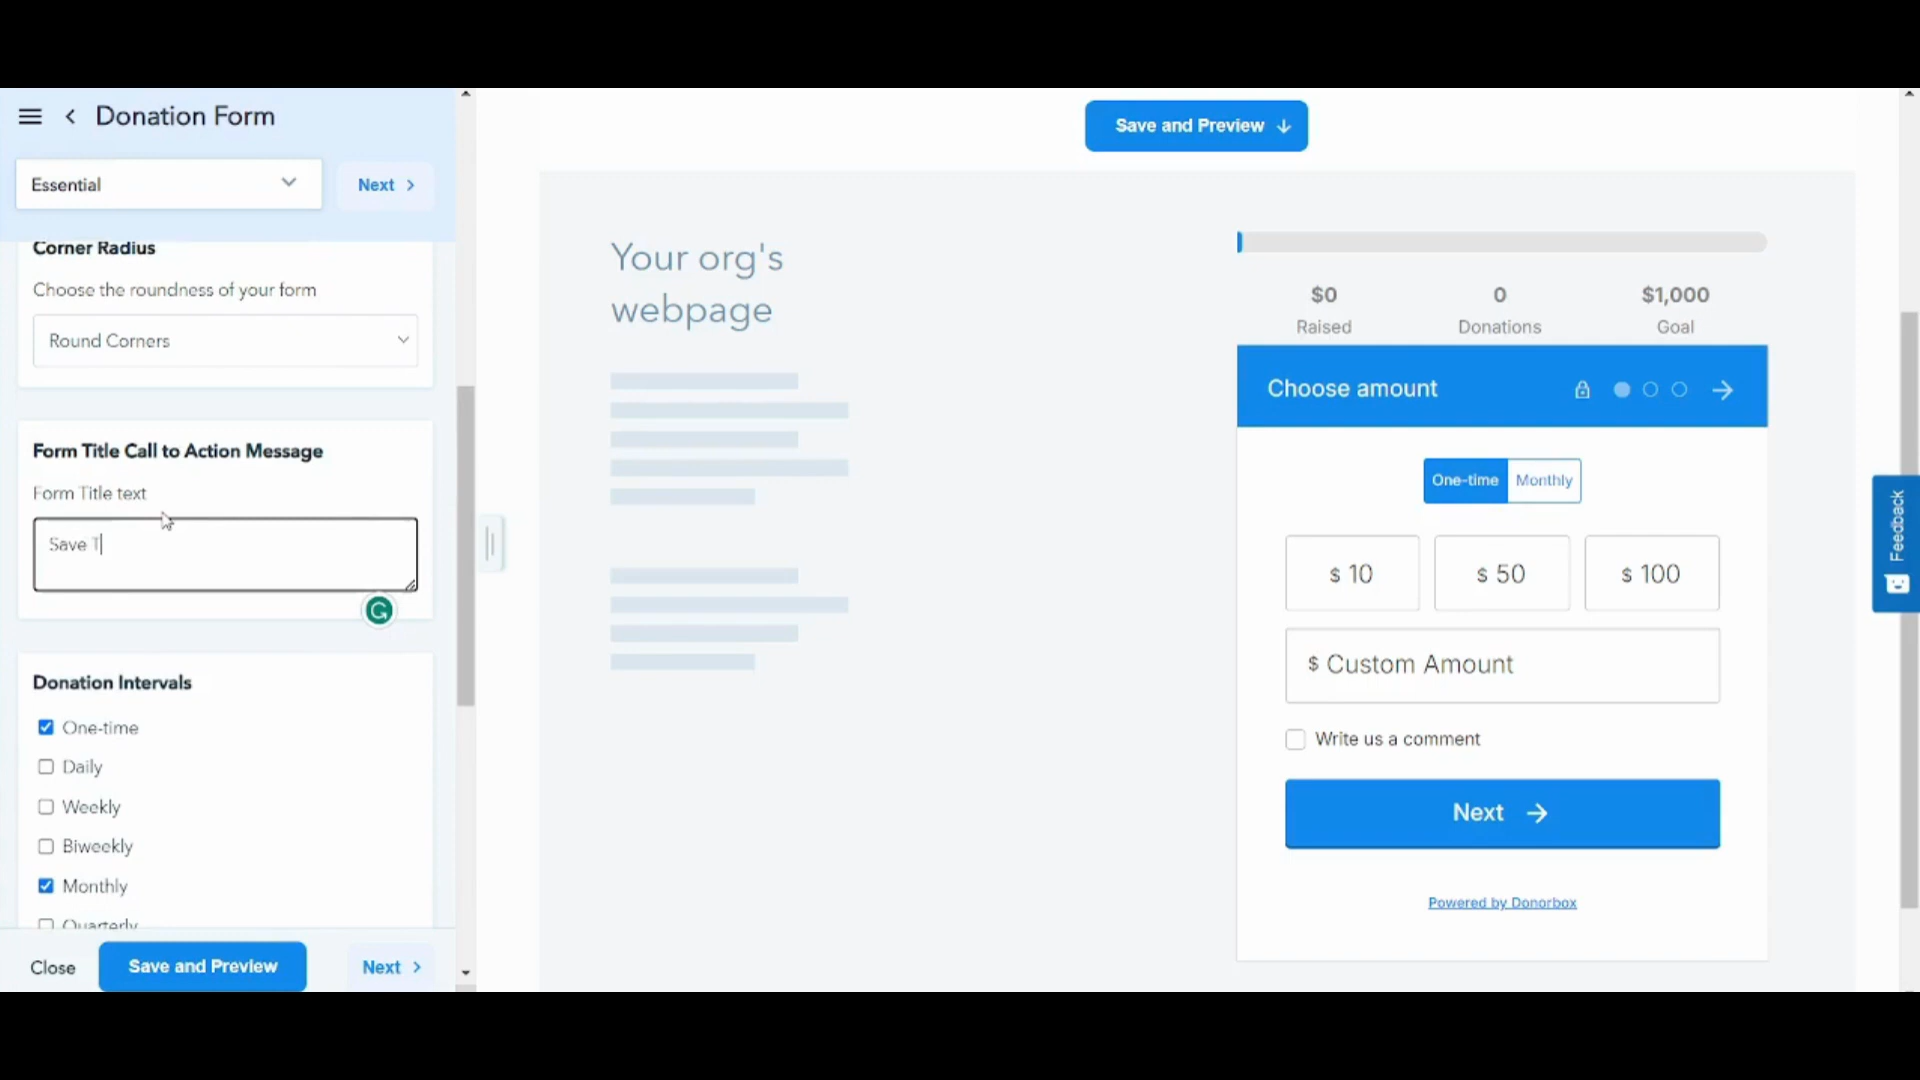 Donation Form
Essential
Next
Corner Radius
Choose the roundness of your form
Round Corners
Form Title Call to Action Message
Form Title text
Save T
Donation Intervals
One-time
Daily
Weekly
Biweekly
Monthly
Quarterly
Close
Save and Preview
Next
Save and Preview
Your org's
webpage
$0
0
$1,000
Raised
Donations
Goal
Choose amount
One-time
Monthly
$ 10
$ 50
$ 100
$ Custom Amount
Write us a comment
Next
Powered by Donorbox
Feedback